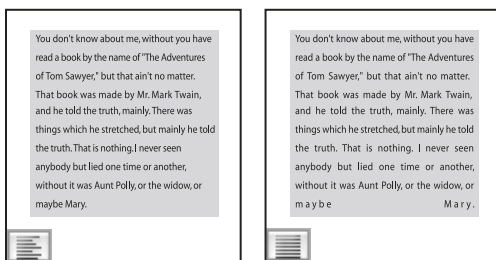 You don't know about me, without you have
read a book by the name of "The Adventures
of Tom Sawyer," but that ain't no matter.
That book was made by Mr. Mark Twain,
and he told the truth, mainly. There was
things which he stretched, but mainly he told
the truth. That is nothing. I never seen
anybody but lied one time or another,
without it was Aunt Polly, or the widow, or
maybe Mary.
You don't know about me, without you have
read a book by the name of "The Adventures
of Tom Sawyer," but that ain't no matter.
That book was made by Mr. Mark Twain,
and he told the truth, mainly. There was
things which he stretched, but mainly he told
the truth. That is nothing. I never seen
anybody but lied one time or another,
without it was Aunt Polly, or the widow, or
maybe Mary.